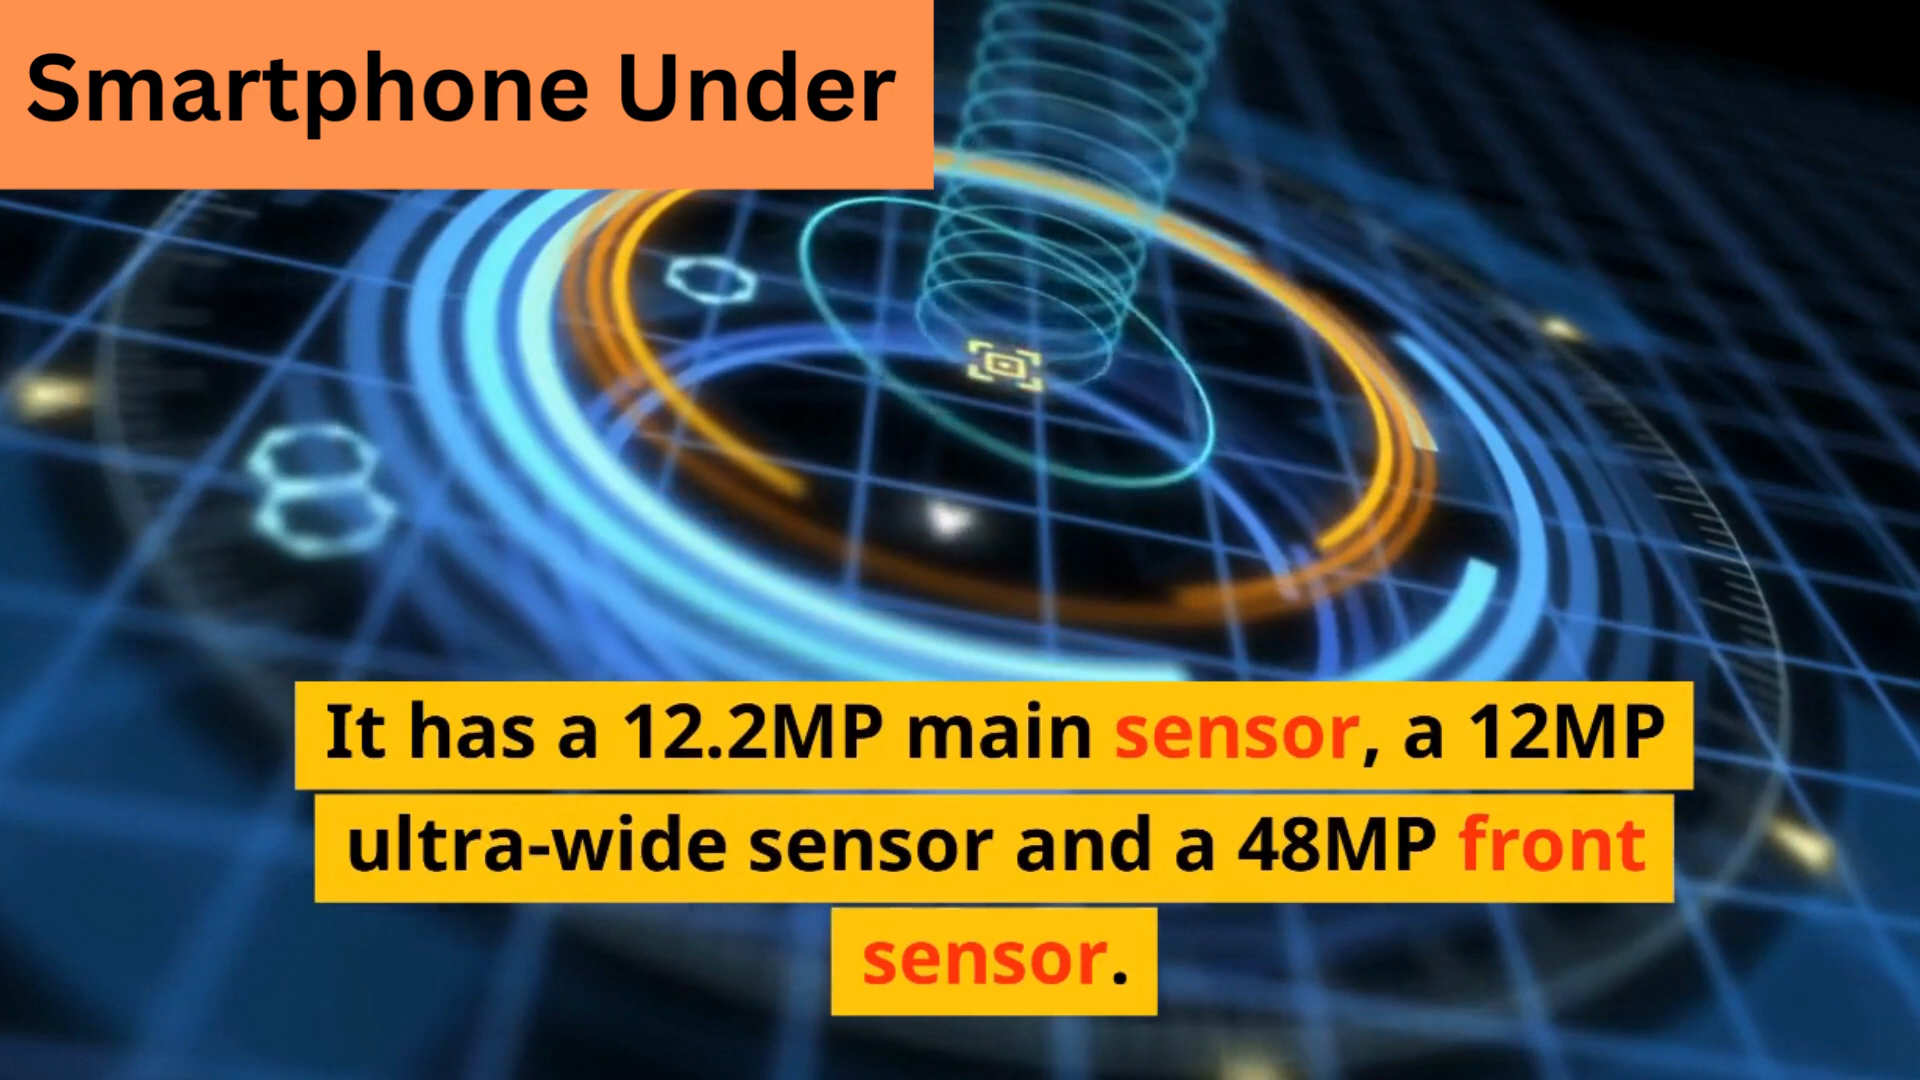 Smartphone Under
It has a 12.2MP main sensor, a 12MP
ultra-wide sensor and a 48MP front
sensor.